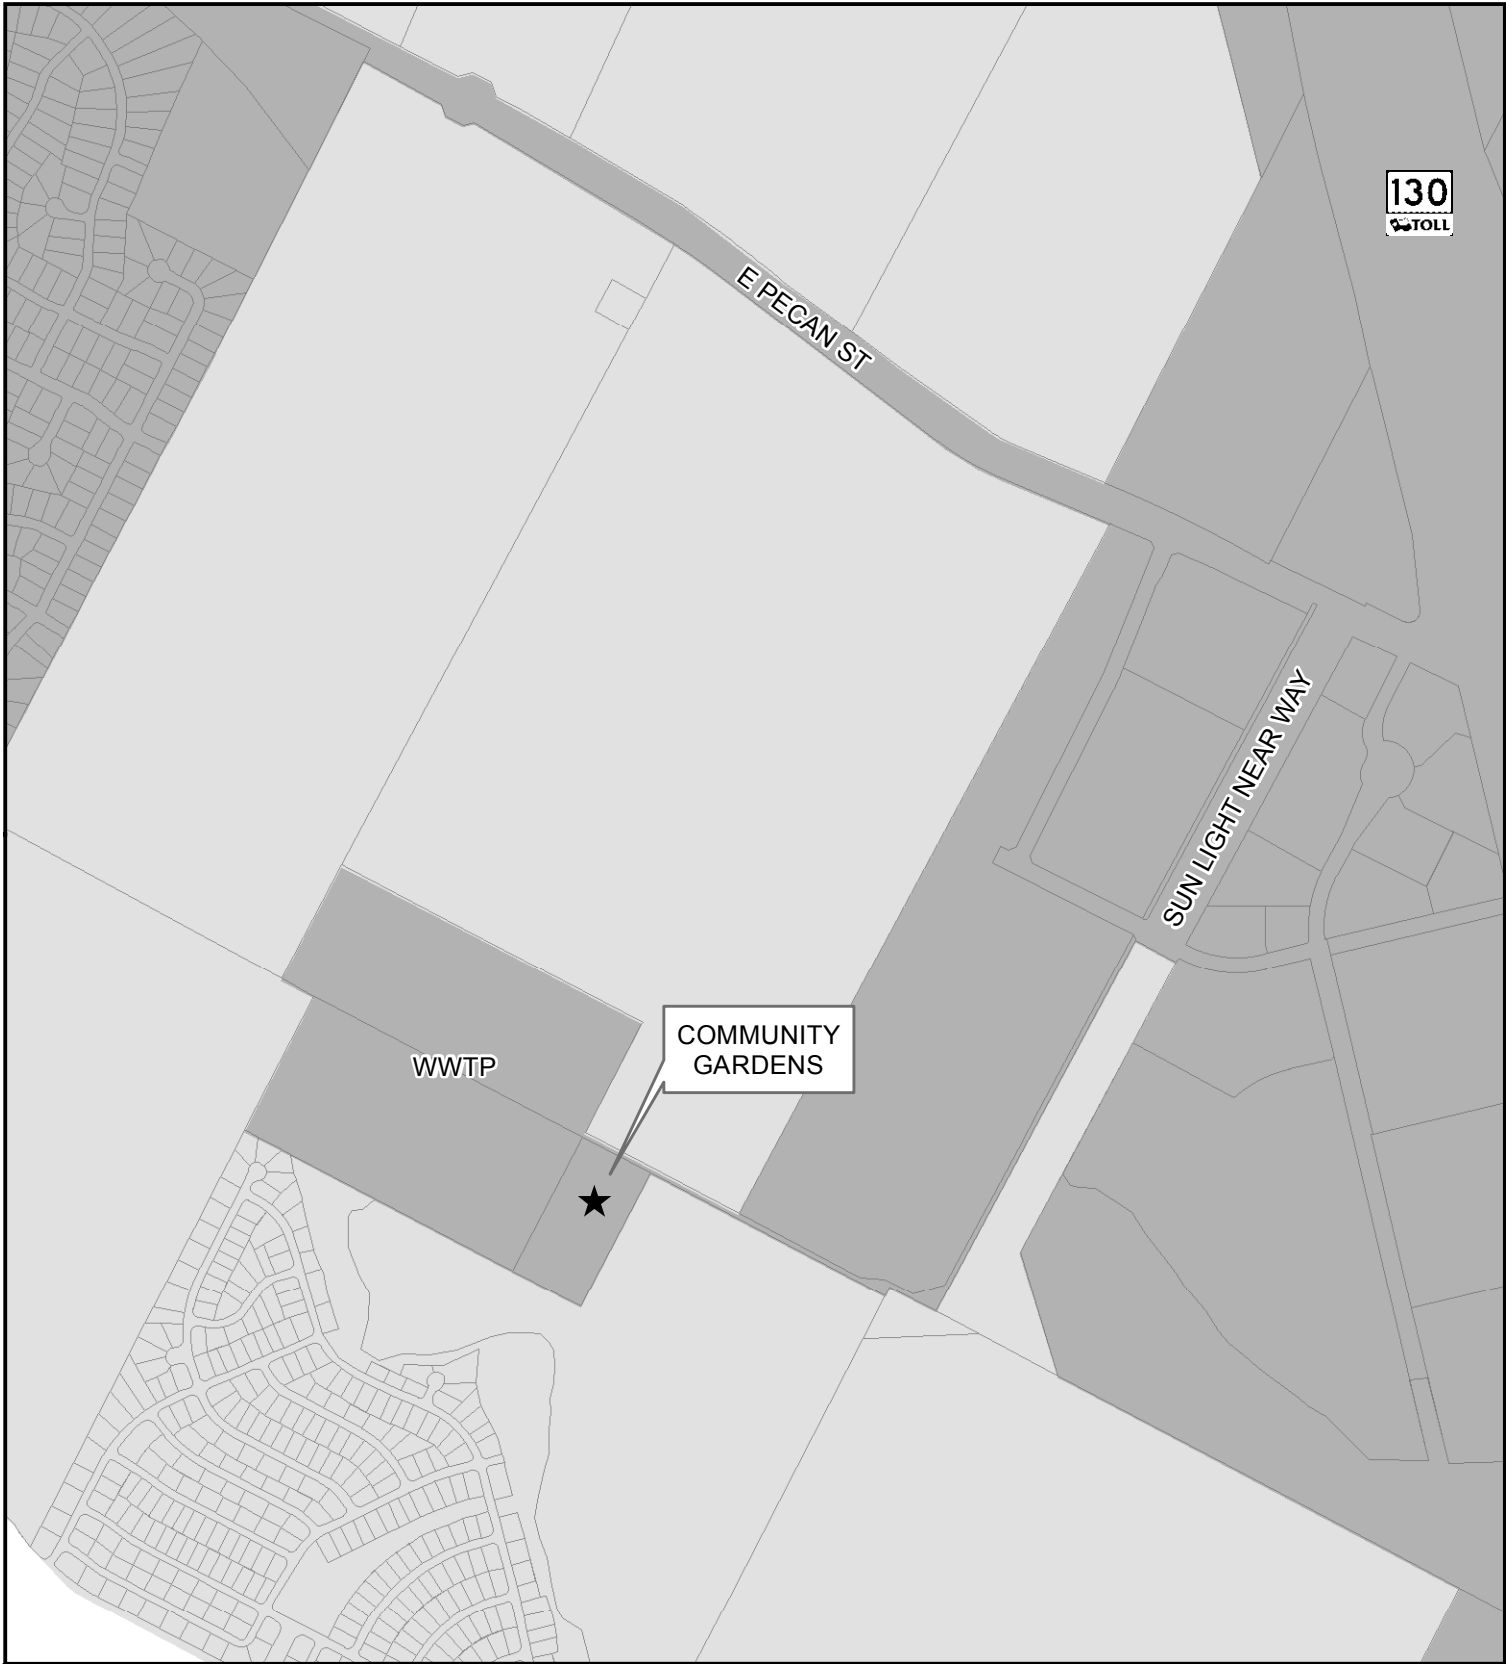 130
TOLL
E PECAN ST
SUN LIGHT NEAR WAY
COMMUNITY
GARDENS
WWTP